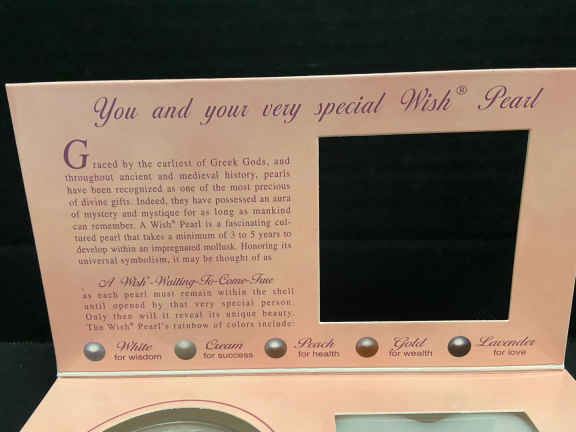 You and your very special Wish® Pearl
Graced by the earliest of Greek Gods, and
throughout ancient and medieval history, pearls
have been recognized as one of the most precious
of divine gifts. Indeed, they have possessed an aura
of mystery and mystique for as long as mankind
can remember. A Wish® Pearl is a fascinating cul-
tured pearl that takes a minimum of 3 to 5 years to
develop within an impregnated mollusk. Honoring its
universal symbolism, it may be thought of as
A Wish®-Waiting-To-Come-True
as each pearl must remain within the shell
until opened by that very special person.
Only then will it reveal its unique beauty.
The Wish® Pearl's rainbow of colors include:
White Cream Peach Gold Lavender
for wisdom for success for health for wealth for love